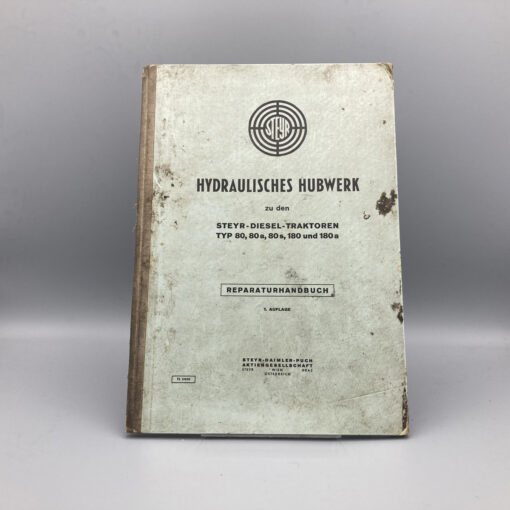 STEYR
HYDRAULISCHES HUBWERK
zu den
STEYR-DIESEL-TRAKTOREN
TYP 80, 80a, 80s, 180 und 180a
REPARATURHANDBUCH
1. AUFLAGE
STEYR-DAIMLER-PUCH
AKTIENGESELLSCHAFT
STEYR WIEN GRAZ
ÖSTERREICH